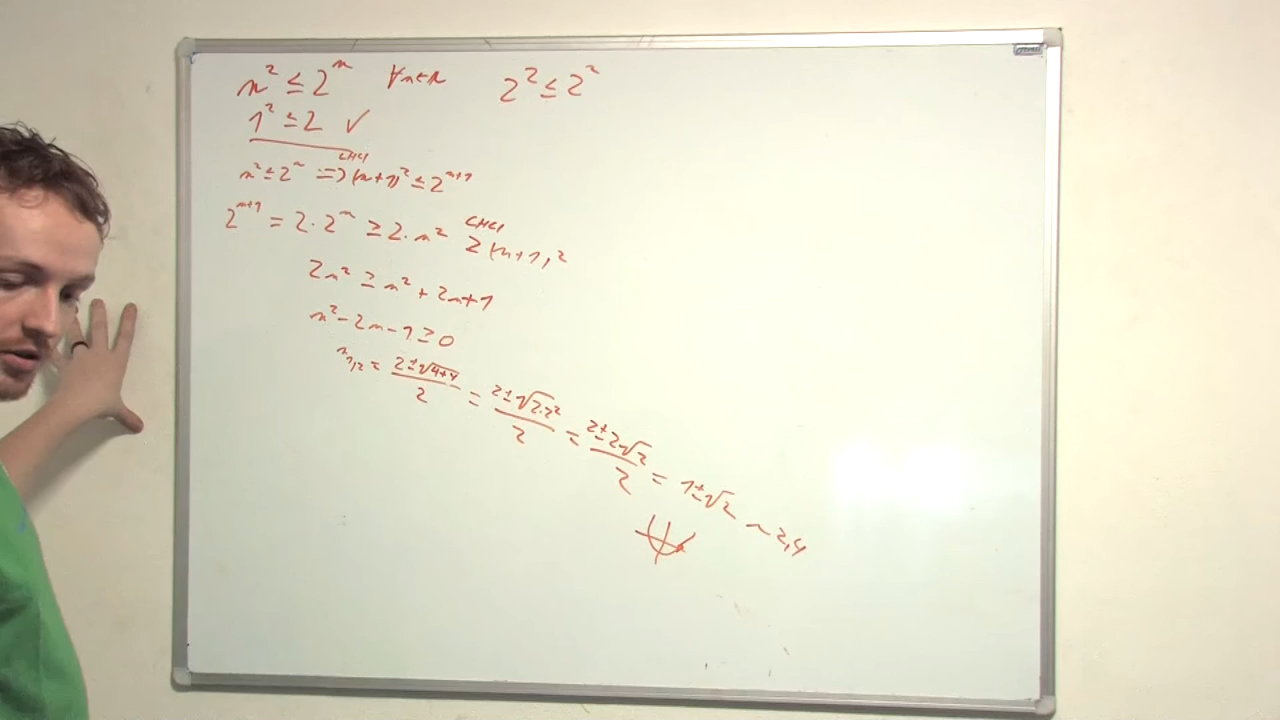 n² ≤ 2ⁿ ∀n∈N 2² ≤ 2²
1² ≤ 2 ✓
n² ≤ 2ⁿ ⇒ CHCI (n+1)² ≤ 2ⁿ⁺¹
2ⁿ⁺¹ = 2·2ⁿ ≥ 2·n² CHCI ≥ (n+1)²
2n² ≥ n² + 2n+1
n² - 2n - 1 ≥ 0
n₁,₂ = (2±√(4+4))/2 = (2±√(2·2²))/2 = (2±2√2)/2 = 1±√2 ~ 2,4